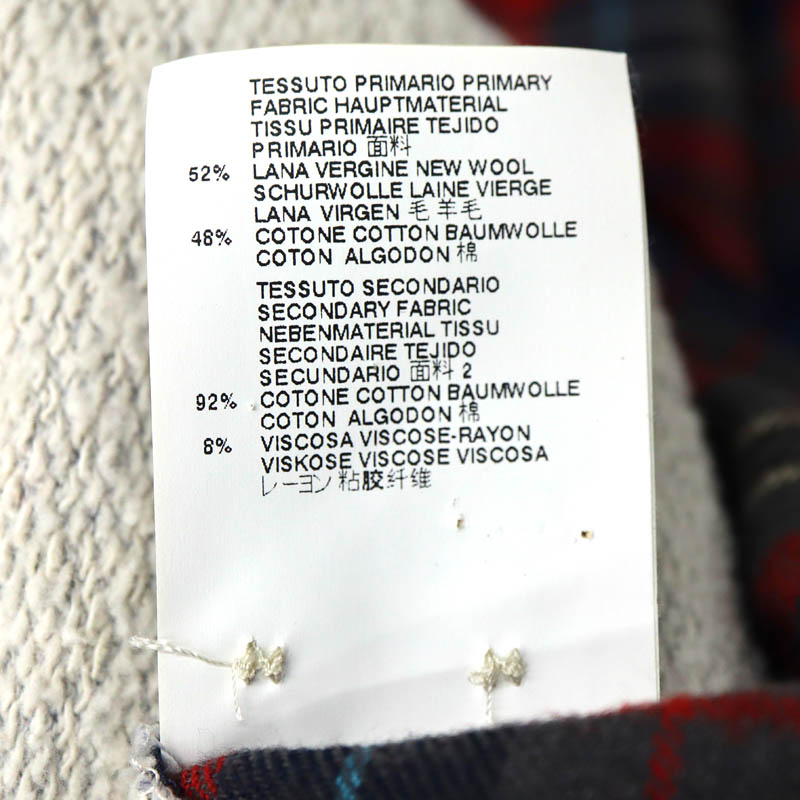 TESSUTO PRIMARIO PRIMARY
FABRIC HAUPTMATERIAL
TISSU PRIMAIRE TEJIDO
PRIMARIO 面料
52% LANA VERGINE NEW WOOL
SCHURWOLLE LAINE VIERGE
LANA VIRGEN 毛 羊毛
48% COTONE COTTON BAUMWOLLE
COTON ALGODON 棉
TESSUTO SECONDARIO
SECONDARY FABRIC
NEBENMATERIAL TISSU
SECONDAIRE TEJIDO
SECUNDARIO 面料 2
92% COTONE COTTON BAUMWOLLE
COTON ALGODON 棉
8% VISCOSA VISCOSE-RAYON
VISKOSE VISCOSE VISCOSA
レーヨン 粘胶纤维